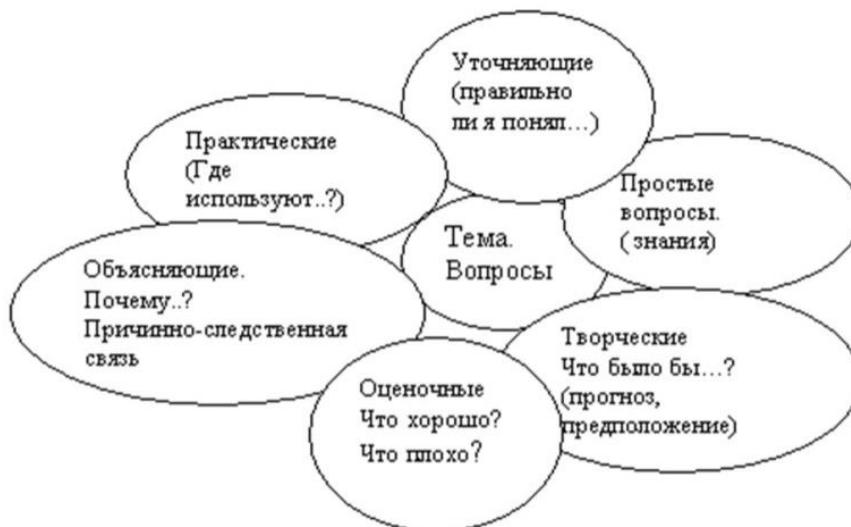 Уточняющие
(правильно
ли я понял...)
Практические
(Где
используют..?)
Простые
вопросы.
( знания)
Тема.
Вопросы
Объясняющие.
Почему..?
Причинно-следственная
связь
Творческие
Что было бы...?
(прогноз,
предположение)
Оценочные
Что хорошо?
Что плохо?